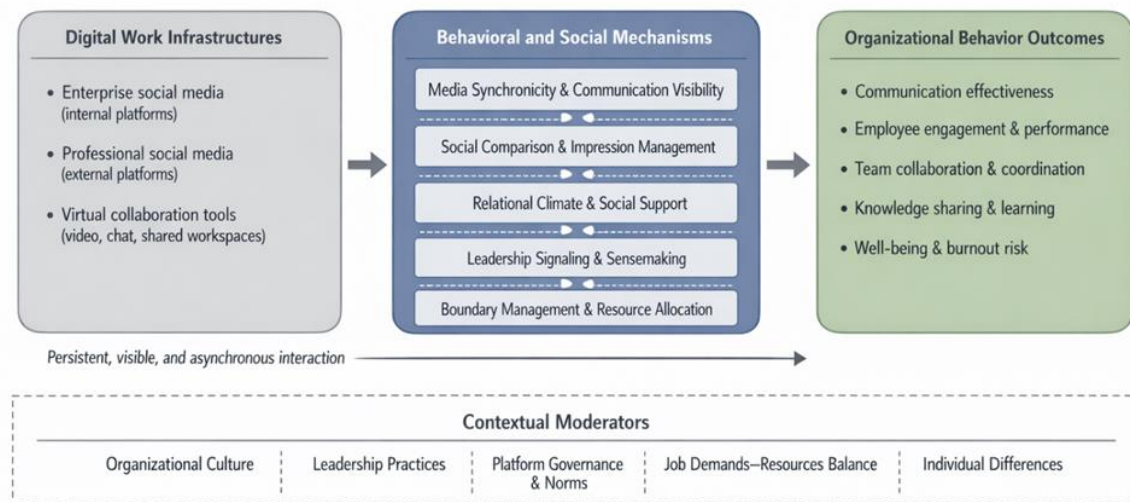 Digital Work Infrastructures
• Enterprise social media
(internal platforms)
• Professional social media
(external platforms)
• Virtual collaboration tools
(video, chat, shared workspaces)
Behavioral and Social Mechanisms
Media Synchronicity & Communication Visibility
Social Comparison & Impression Management
Relational Climate & Social Support
Leadership Signaling & Sensemaking
Boundary Management & Resource Allocation
Organizational Behavior Outcomes
• Communication effectiveness
• Employee engagement & performance
• Team collaboration & coordination
• Knowledge sharing & learning
• Well-being & burnout risk
Persistent, visible, and asynchronous interaction
Contextual Moderators
Organizational Culture
Leadership Practices
Platform Governance
& Norms
Job Demands–Resources Balance
Individual Differences